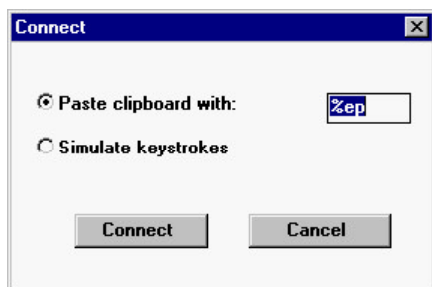 Connect
Paste clipboard with: %ep
Simulate keystrokes
Connect Cancel